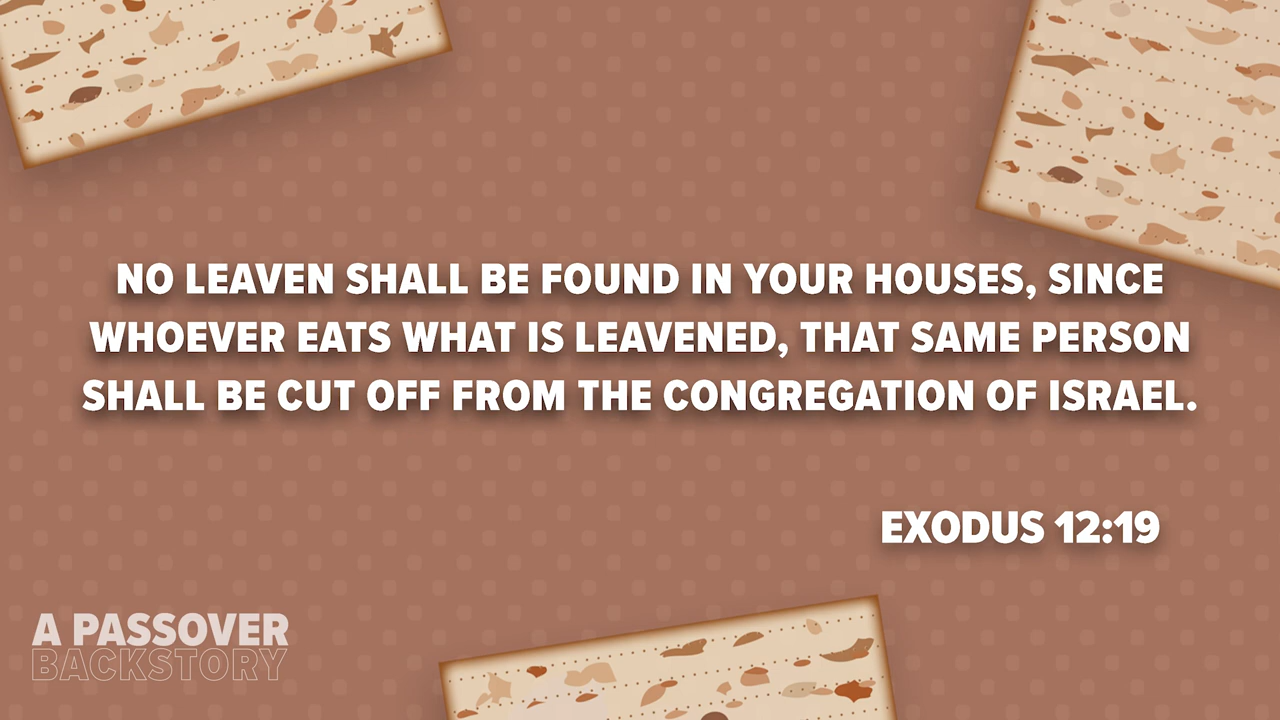 NO LEAVEN SHALL BE FOUND IN YOUR HOUSES, SINCE
WHOEVER EATS WHAT IS LEAVENED, THAT SAME PERSON
SHALL BE CUT OFF FROM THE CONGREGATION OF ISRAEL.
EXODUS 12:19
A PASSOVER
BACKSTORY